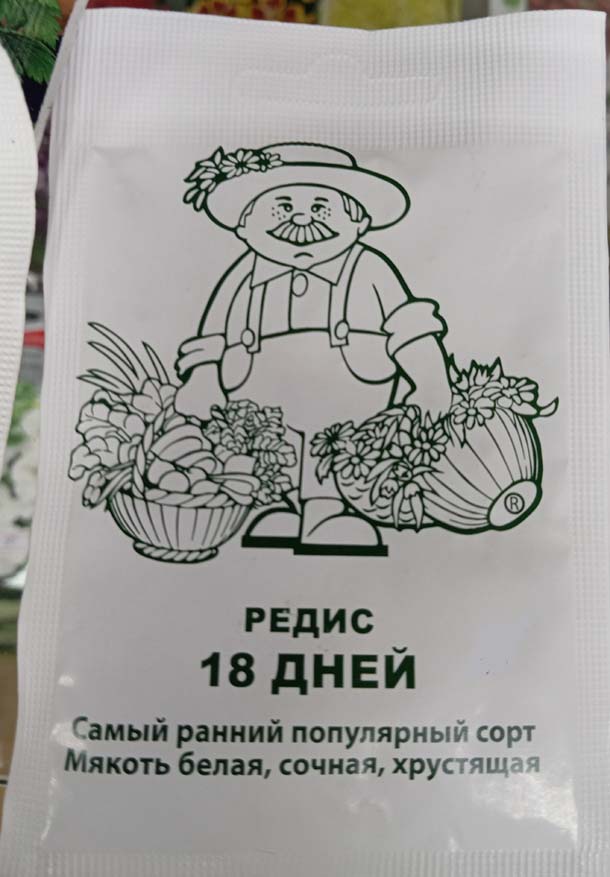 ®
РЕДИС
18 ДНЕЙ
Самый ранний популярный сорт
Мякоть белая, сочная, хрустящая